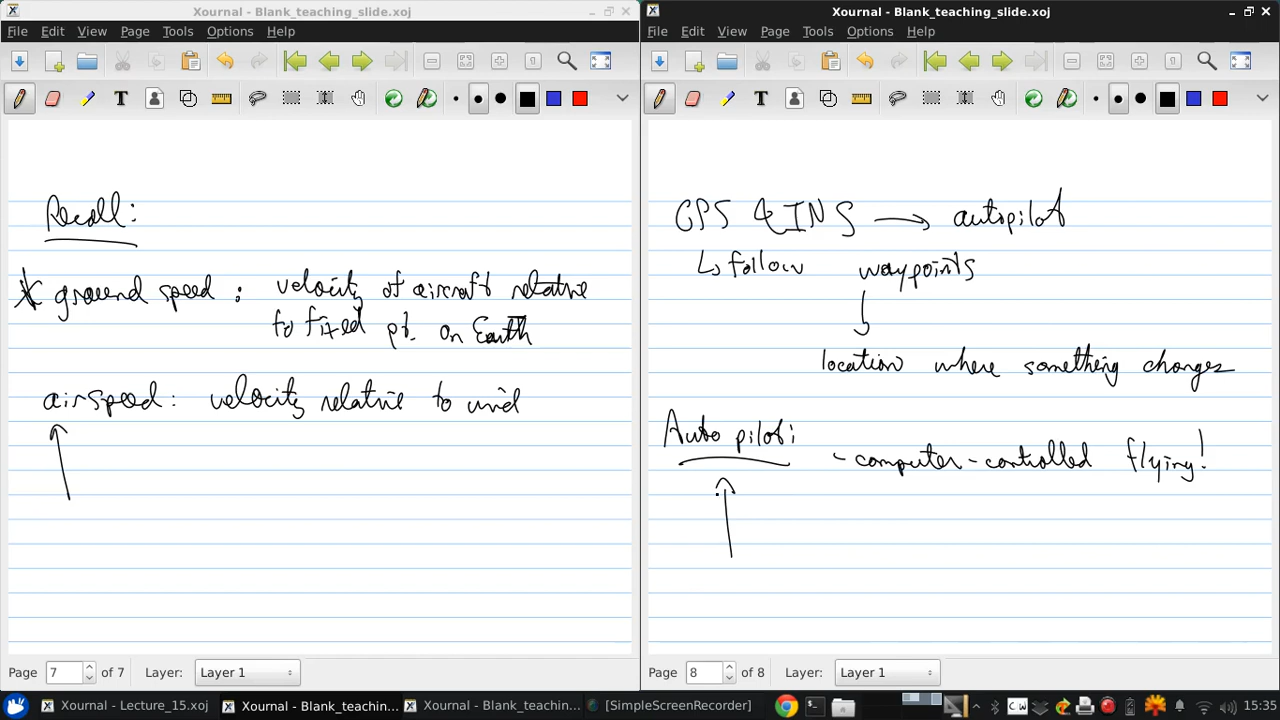 Xournal - Blank_teaching_slide.xoj
File Edit View Page Tools Options Help
Recall:
* ground speed : velocity of aircraft relative
to fixed pt. on Earth
airspeed : velocity relative to wind
Page 7 of 7 Layer: Layer 1
Xournal - Blank_teaching_slide.xoj
File Edit View Page Tools Options Help
GPS & INS → autopilot
↳ follow waypoints
location where something changes
Auto pilot: - computer-controlled flying!
Page 8 of 8 Layer: Layer 1
Xournal - Lecture_15.xoj Xournal - Blank_teachin... Xournal - Blank_teachin... [SimpleScreenRecorder] CW 15:35